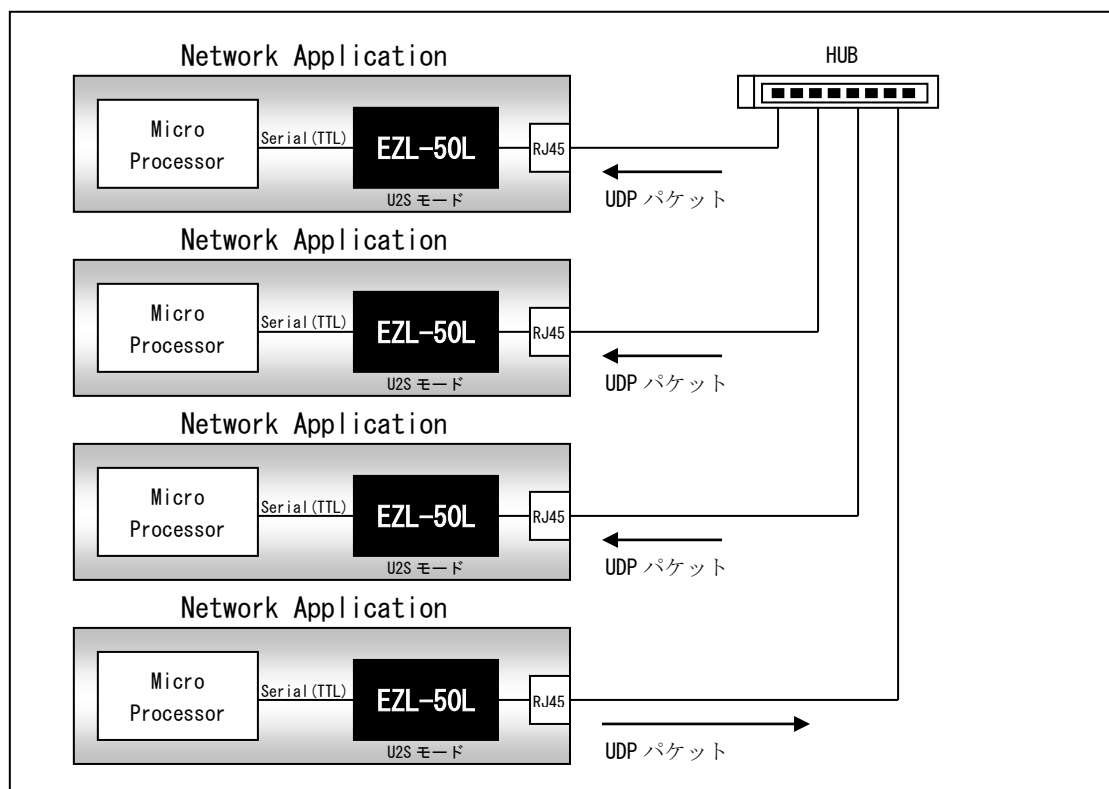 Network Application
HUB
Micro
Processor
Serial(TTL)
EZL-50L
RJ45
U2S モード
UDP パケット
Network Application
Micro
Processor
Serial(TTL)
EZL-50L
RJ45
U2S モード
UDP パケット
Network Application
Micro
Processor
Serial(TTL)
EZL-50L
RJ45
U2S モード
UDP パケット
Network Application
Micro
Processor
Serial(TTL)
EZL-50L
RJ45
U2S モード
UDP パケット